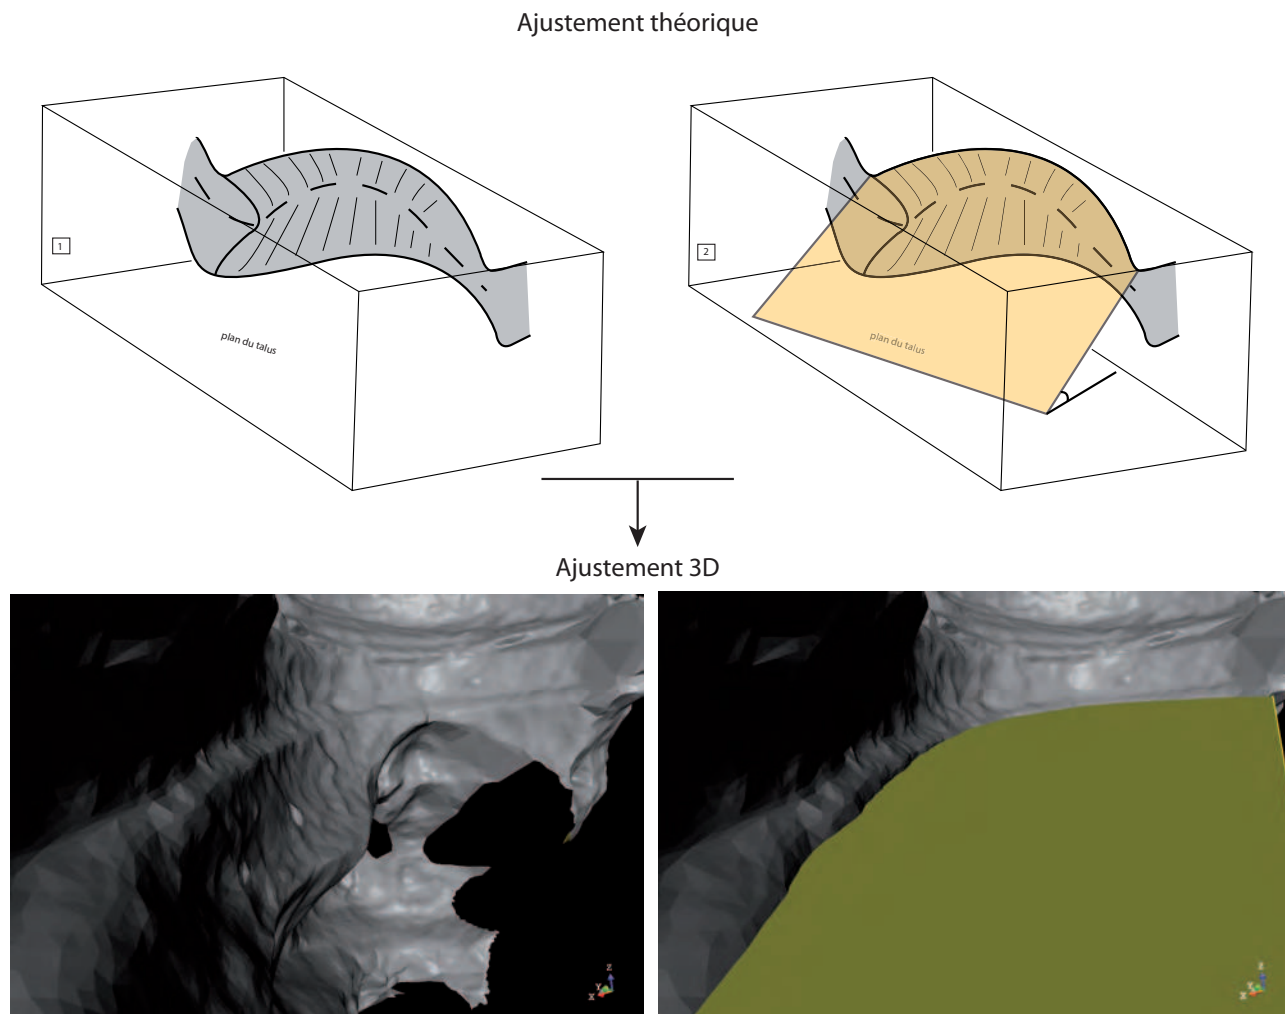 Ajustement théorique
1
plan du talus
2
plan du talus
Ajustement 3D
Z
Y
X
Z
Y
X